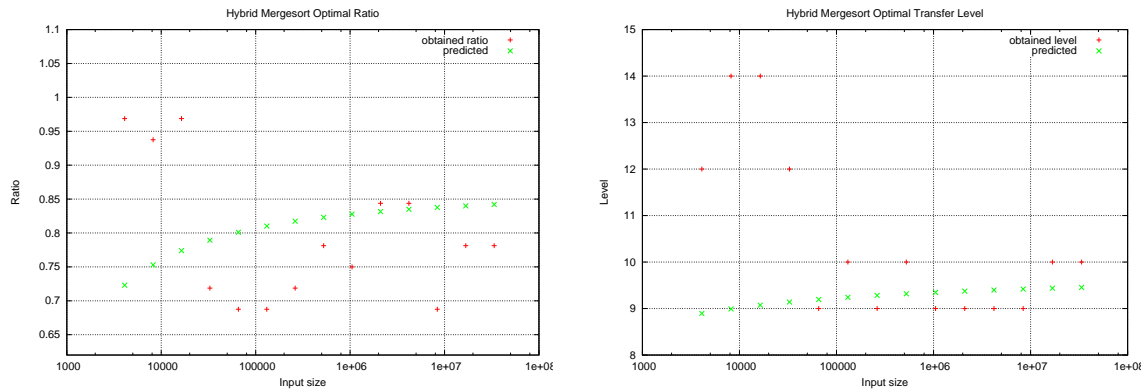 Hybrid Mergesort Optimal Ratio
1.1
1.05
1
0.95
0.9
0.85
0.8
0.75
0.7
0.65
Ratio
obtained ratio
predicted
1000 10000 100000 1e+06 1e+07 1e+08
Input size
Hybrid Mergesort Optimal Transfer Level
15
14
13
12
11
10
9
8
Level
obtained level
predicted
1000 10000 100000 1e+06 1e+07 1e+08
Input size